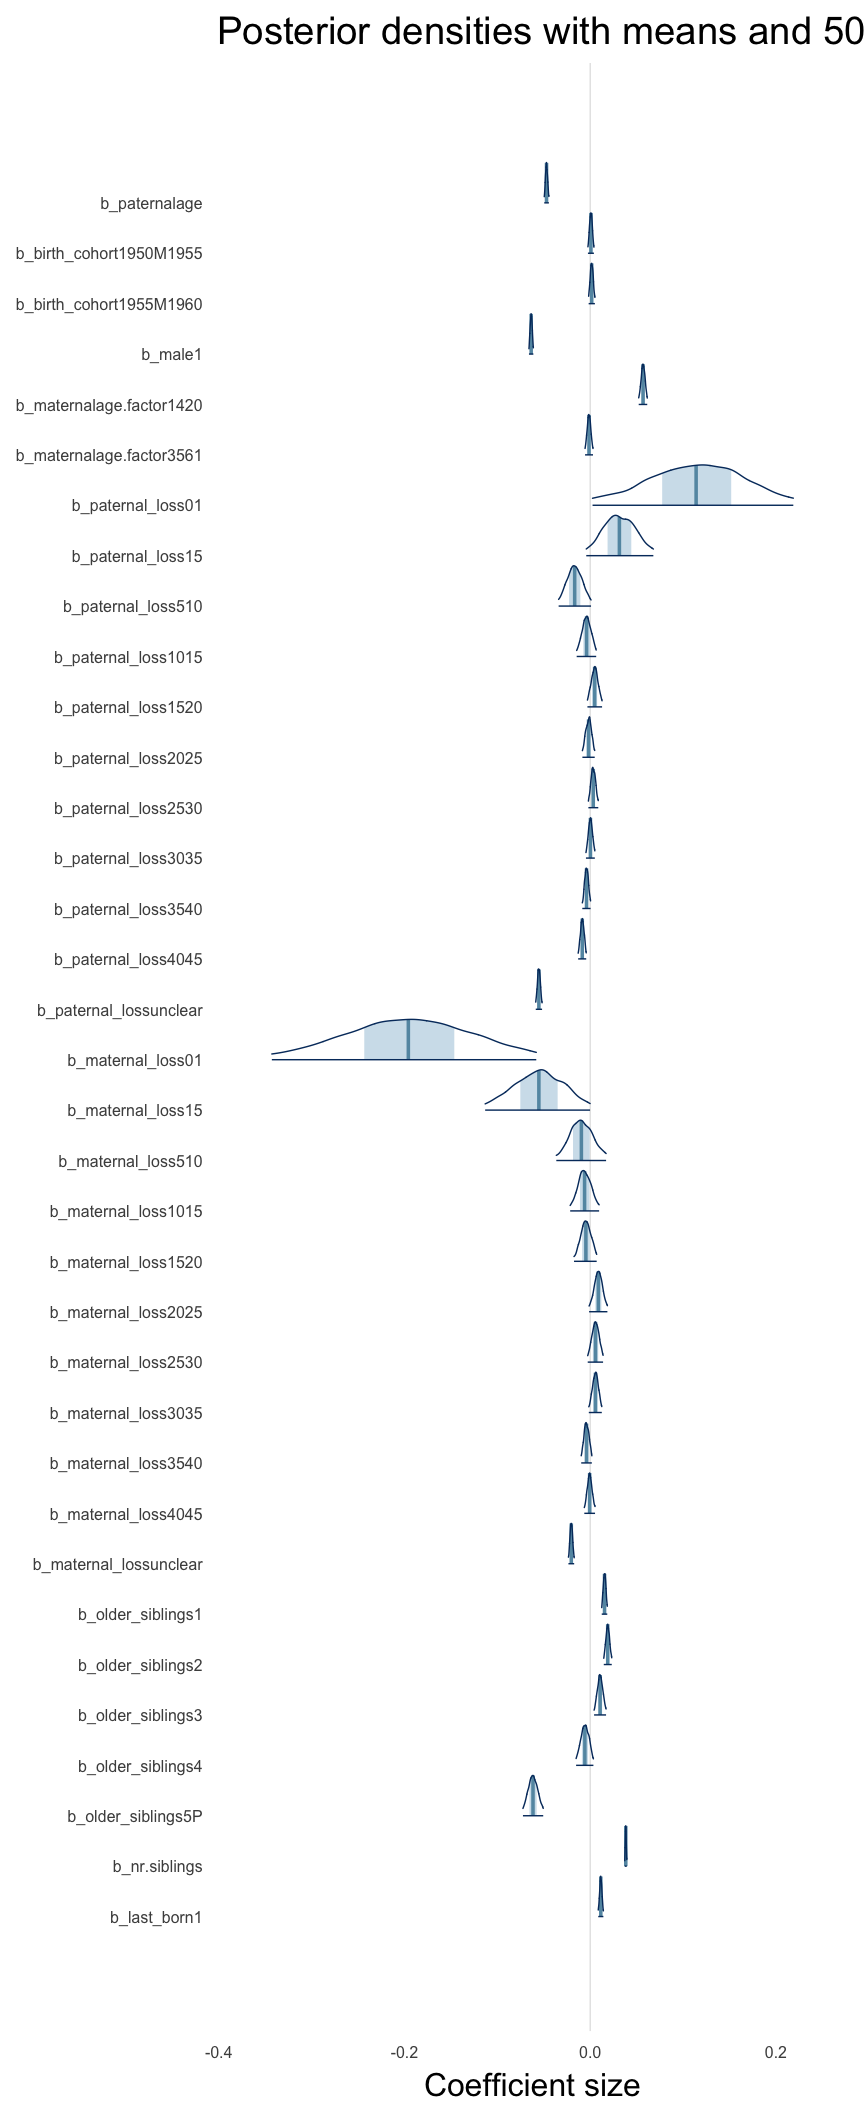 Posterior densities with means and 50
b_paternalage
b_birth_cohort1950M1955
b_birth_cohort1955M1960
b_male1
b_maternalage.factor1420
b_maternalage.factor3561
b_paternal_loss01
b_paternal_loss15
b_paternal_loss510
b_paternal_loss1015
b_paternal_loss1520
b_paternal_loss2025
b_paternal_loss2530
b_paternal_loss3035
b_paternal_loss3540
b_paternal_loss4045
b_paternal_lossunclear
b_maternal_loss01
b_maternal_loss15
b_maternal_loss510
b_maternal_loss1015
b_maternal_loss1520
b_maternal_loss2025
b_maternal_loss2530
b_maternal_loss3035
b_maternal_loss3540
b_maternal_loss4045
b_maternal_lossunclear
b_older_siblings1
b_older_siblings2
b_older_siblings3
b_older_siblings4
b_older_siblings5P
b_nr.siblings
b_last_born1
-0.4 -0.2 0.0 0.2
Coefficient size